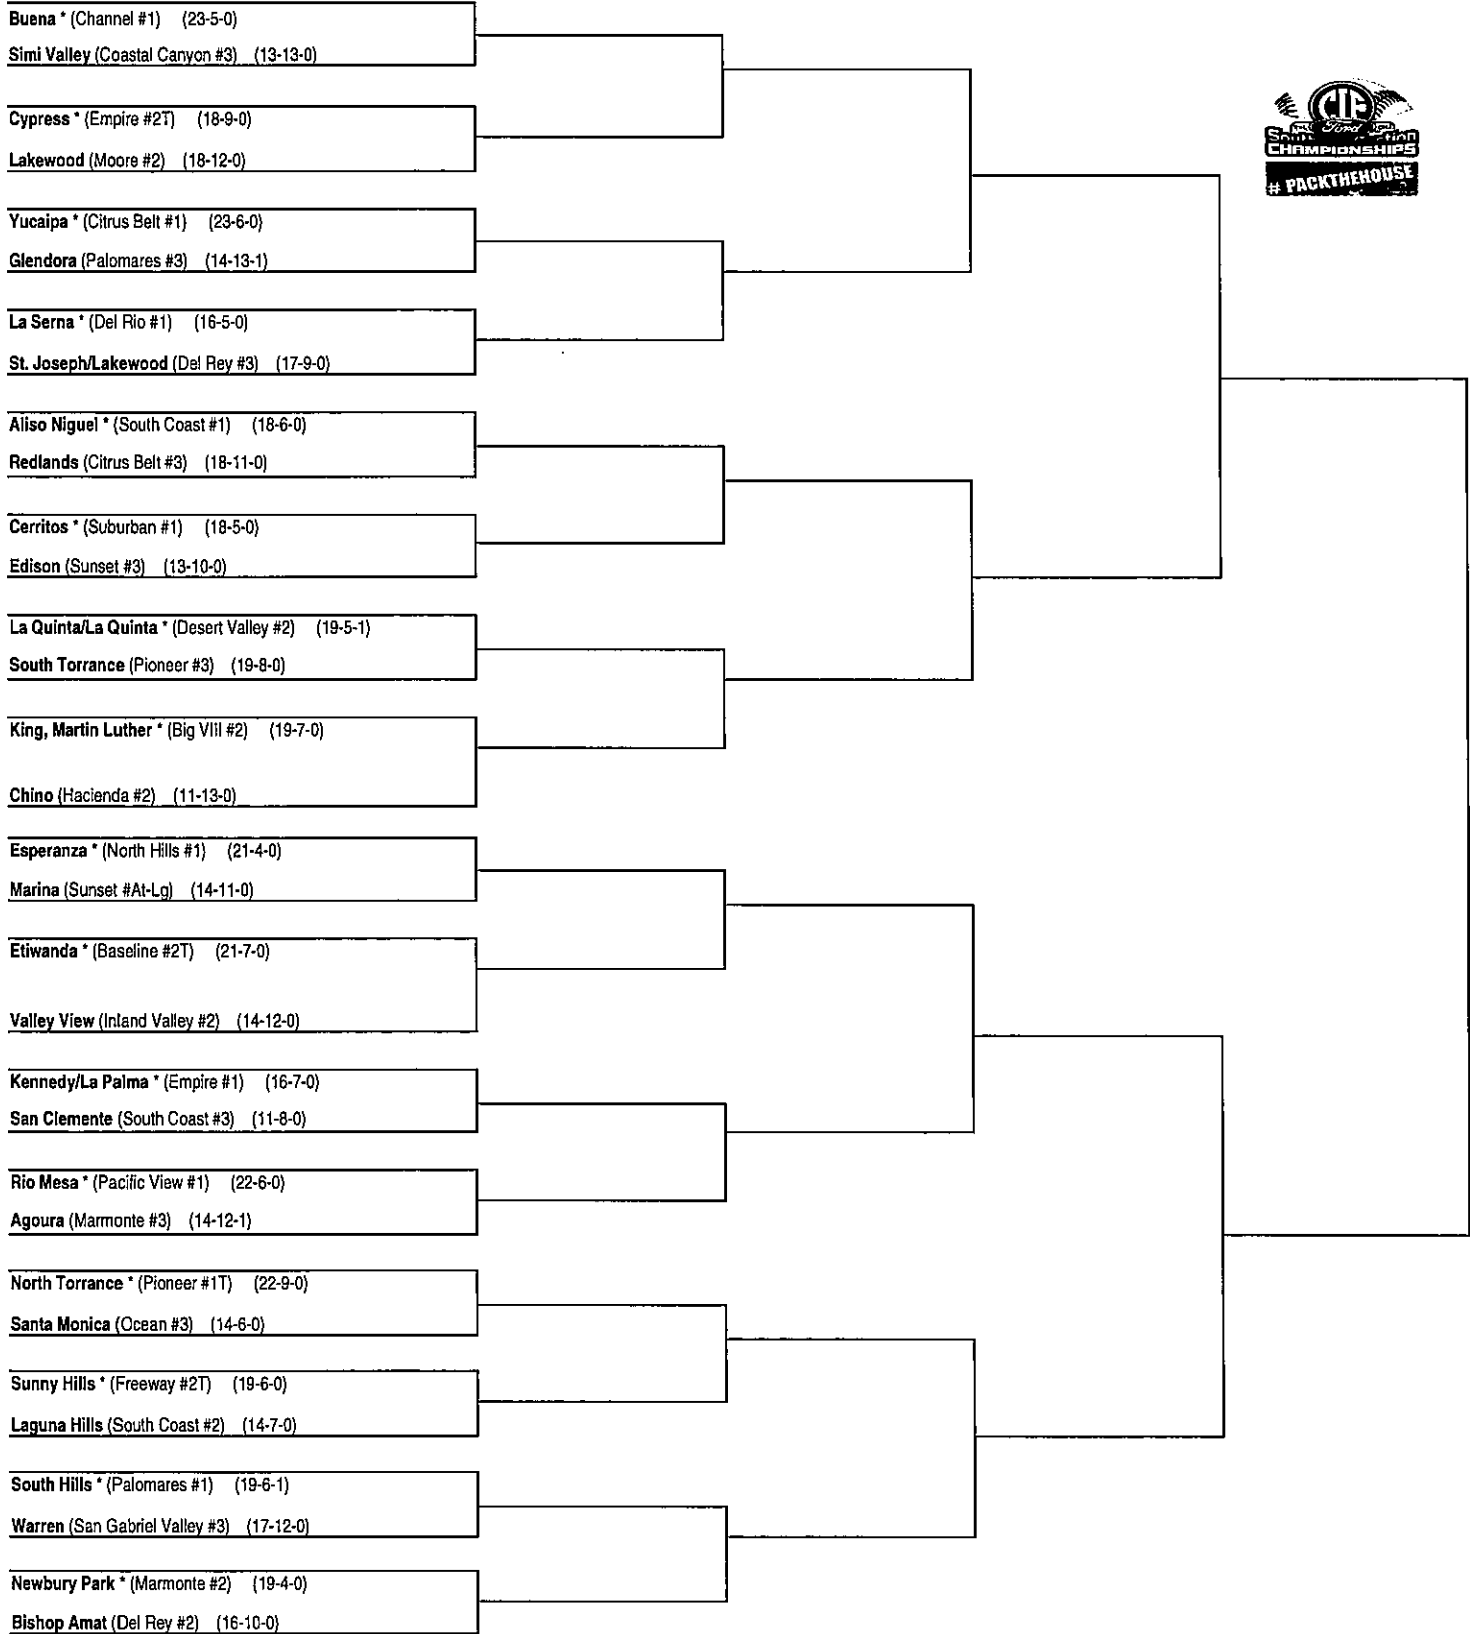 Buena * (Channel #1) (23-5-0)
Simi Valley (Coastal Canyon #3) (13-13-0)
CIF
Ford
CHAMPIONSHIPS
# PACKTHEHOUSE
Cypress * (Empire #2T) (18-9-0)
Lakewood (Moore #2) (18-12-0)
Yucaipa * (Citrus Belt #1) (23-6-0)
Glendora (Palomares #3) (14-13-1)
La Serna * (Del Rio #1) (16-5-0)
St. Joseph/Lakewood (Del Rey #3) (17-9-0)
Aliso Niguel * (South Coast #1) (18-6-0)
Redlands (Citrus Belt #3) (18-11-0)
Cerritos * (Suburban #1) (18-5-0)
Edison (Sunset #3) (13-10-0)
La Quinta/La Quinta * (Desert Valley #2) (19-5-1)
South Torrance (Pioneer #3) (19-8-0)
King, Martin Luther * (Big VIII #2) (19-7-0)
Chino (Hacienda #2) (11-13-0)
Esperanza * (North Hills #1) (21-4-0)
Marina (Sunset #At-Lg) (14-11-0)
Etiwanda * (Baseline #2T) (21-7-0)
Valley View (Inland Valley #2) (14-12-0)
Kennedy/La Palma * (Empire #1) (16-7-0)
San Clemente (South Coast #3) (11-8-0)
Rio Mesa * (Pacific View #1) (22-6-0)
Agoura (Marmonte #3) (14-12-1)
North Torrance * (Pioneer #1T) (22-9-0)
Santa Monica (Ocean #3) (14-6-0)
Sunny Hills * (Freeway #2T) (19-6-0)
Laguna Hills (South Coast #2) (14-7-0)
South Hills * (Palomares #1) (19-6-1)
Warren (San Gabriel Valley #3) (17-12-0)
Newbury Park * (Marmonte #2) (19-4-0)
Bishop Amat (Del Rey #2) (16-10-0)